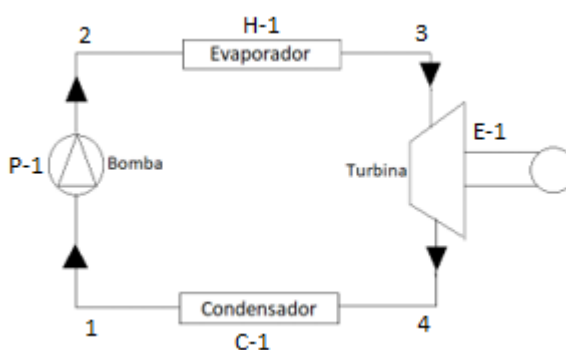 2
H-1
3
Evaporador
P-1
Bomba
E-1
Turbina
Condensador
1
C-1
4